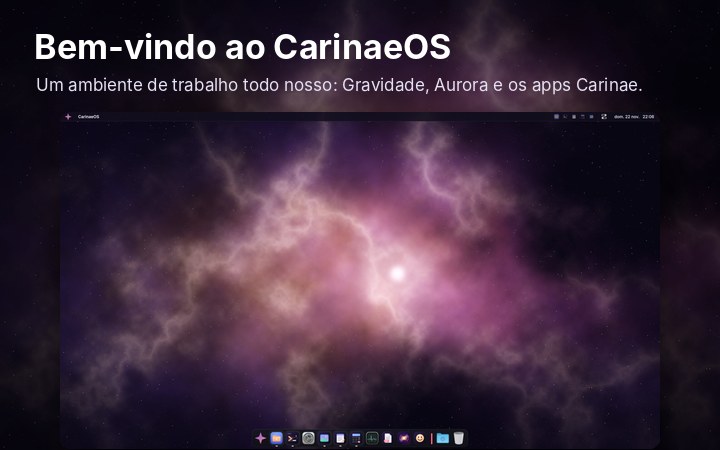 Bem-vindo ao CarinaeOS
Um ambiente de trabalho todo nosso: Gravidade, Aurora e os apps Carinae.
CarinaeOS
dom. 22 nov. 22:06